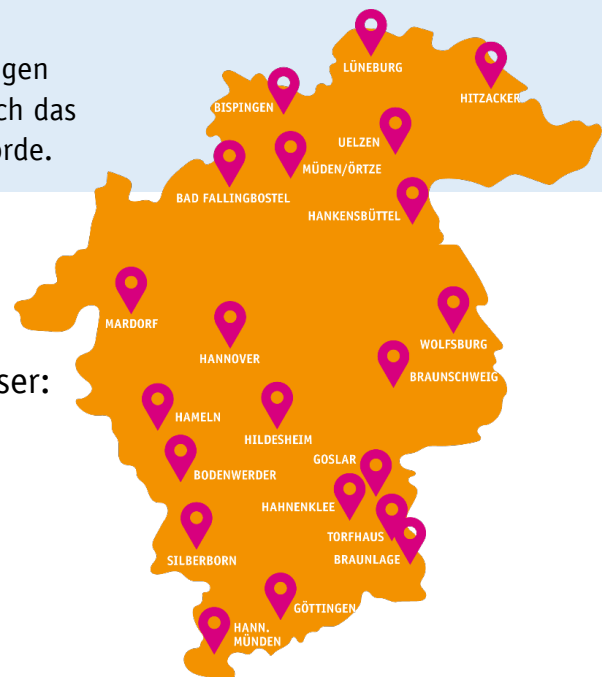 gen
ch das
rde.
ser:
LÜNEBURG
HITZACKER
BISPINGEN
UELZEN
MÜDEN/ÖRTZE
BAD FALLINGBOSTEL
HANKENSBÜTTEL
MARDORF
HANNOVER
WOLFSBURG
BRAUNSCHWEIG
HAMELN
HILDESHEIM
GOSLAR
BODENWERDER
HAHNENKLEE
TORFHAUS
BRAUNLAGE
SILBERBORN
GÖTTINGEN
HANN.
MÜNDEN